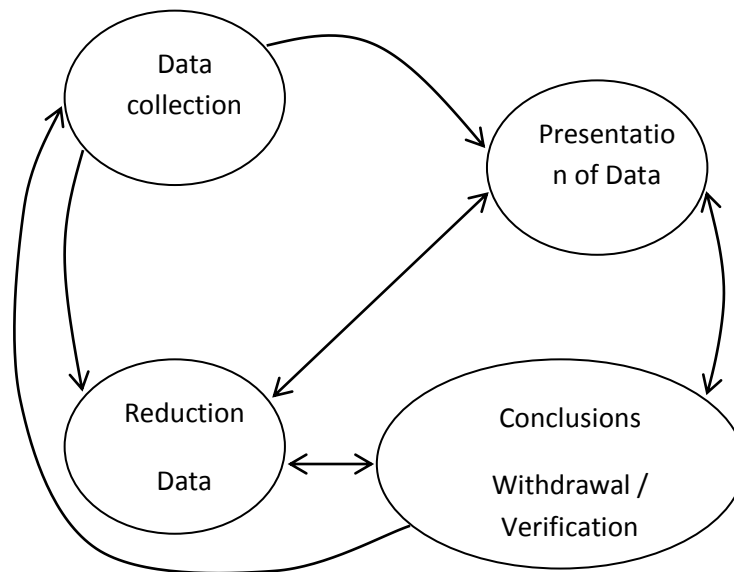 Data
collection
Presentatio
n of Data
Reduction
Data
Conclusions
Withdrawal /
Verification